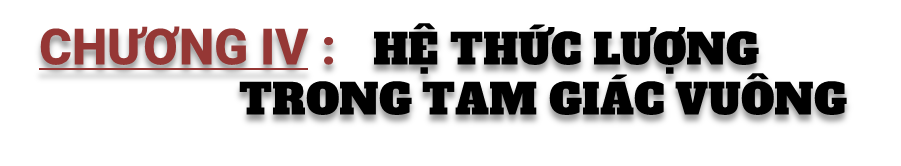 CHƯƠNG IV : HỆ THỨC LƯỢNG
TRONG TAM GIÁC VUÔNG